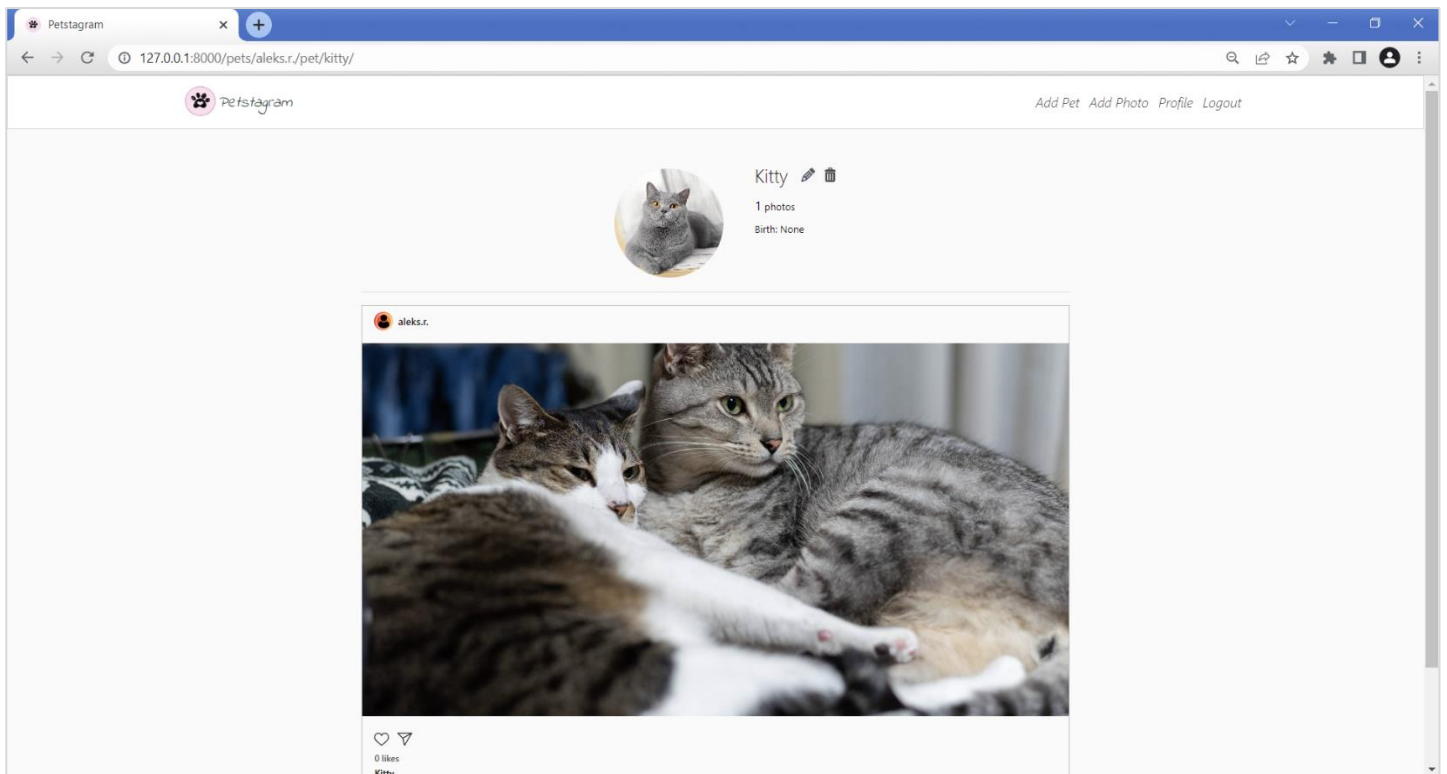 Petstagram
127.0.0.1:8000/pets/aleks.r./pet/kitty/
Petstagram Add Pet Add Photo Profile Logout
Kitty
1 photos
Birth: None
aleks.r.
0 likes
Kitty